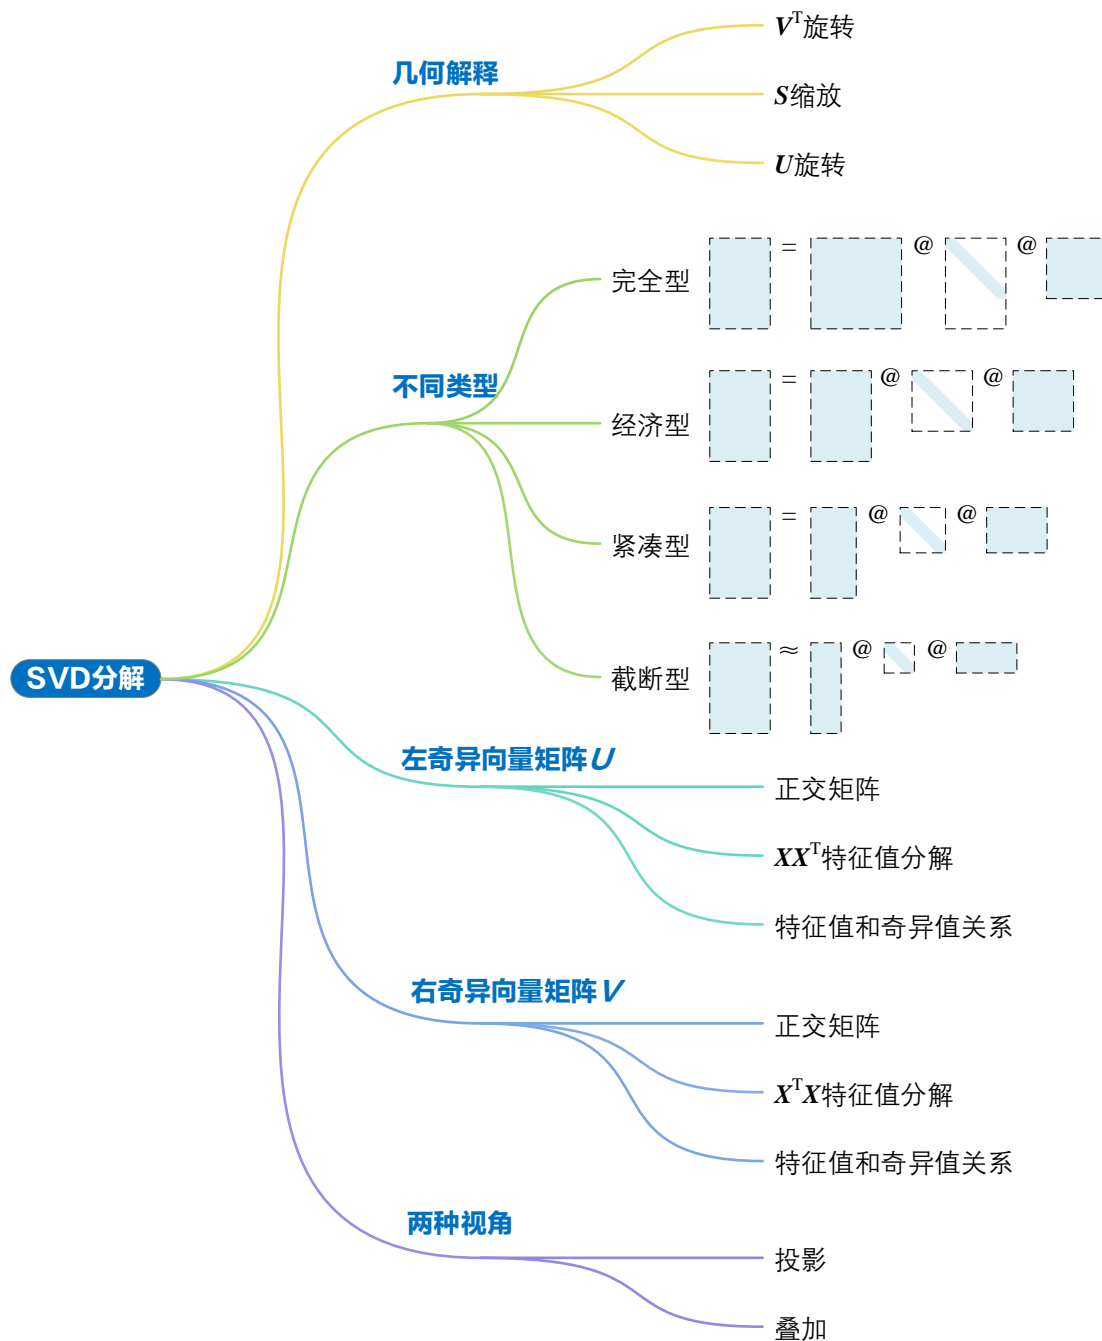 SVD分解
几何解释
V^T旋转
S缩放
U旋转
不同类型
完全型
= @ @
经济型
= @ @
紧凑型
= @ @
截断型
≈ @ @
左奇异向量矩阵U
正交矩阵
XX^T特征值分解
特征值和奇异值关系
右奇异向量矩阵V
正交矩阵
X^TX特征值分解
特征值和奇异值关系
两种视角
投影
叠加